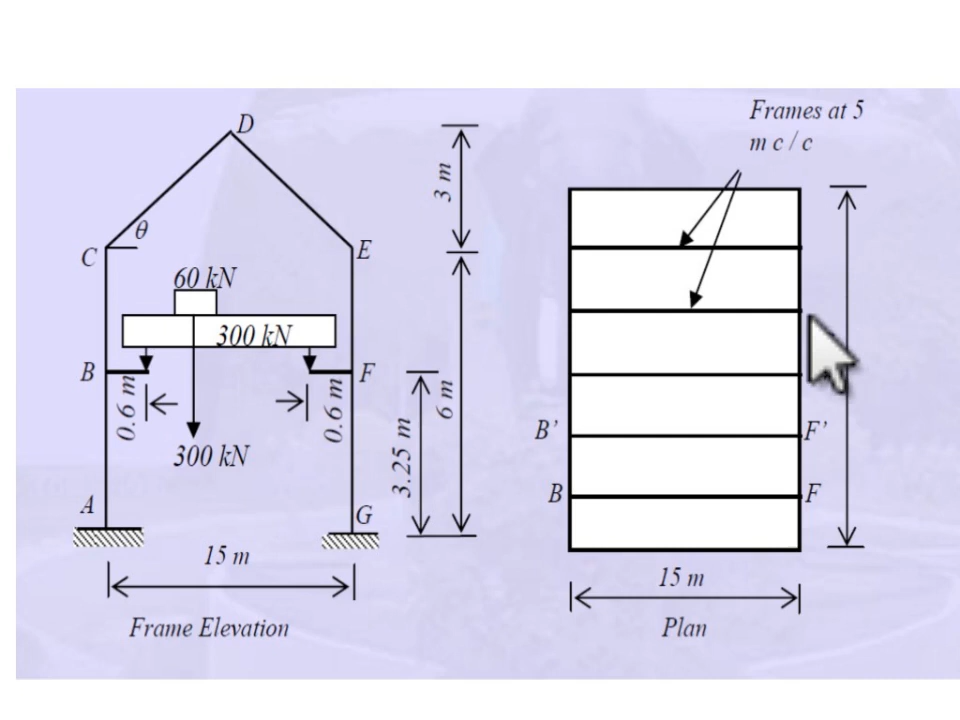 D
3 m
θ
C
E
60 kN
300 kN
B
F
0.6 m
0.6 m
300 kN
3.25 m
6 m
A
G
15 m
Frame Elevation
Frames at 5
m c / c
B’
F’
B
F
15 m
Plan